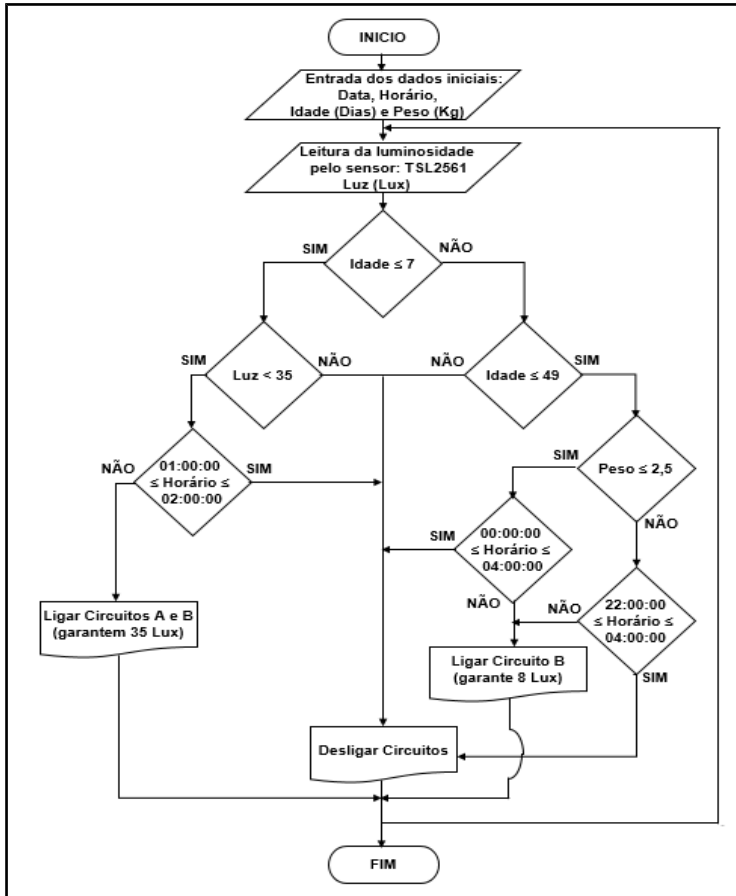 INICIO
Entrada dos dados iniciais:
Data, Horário,
Idade (Dias) e Peso (Kg)
Leitura da luminosidade
pelo sensor: TSL2561
Luz (Lux)
SIM
NÃO
Idade ≤ 7
SIM
Luz < 35
NÃO
NÃO
Idade ≤ 49
SIM
NÃO
01:00:00
≤ Horário ≤
02:00:00
SIM
SIM
Peso ≤ 2,5
NÃO
SIM
00:00:00
≤ Horário ≤
04:00:00
NÃO
NÃO
22:00:00
≤ Horário ≤
04:00:00
SIM
Ligar Circuitos A e B
(garantem 35 Lux)
Ligar Circuito B
(garante 8 Lux)
Desligar Circuitos
FIM